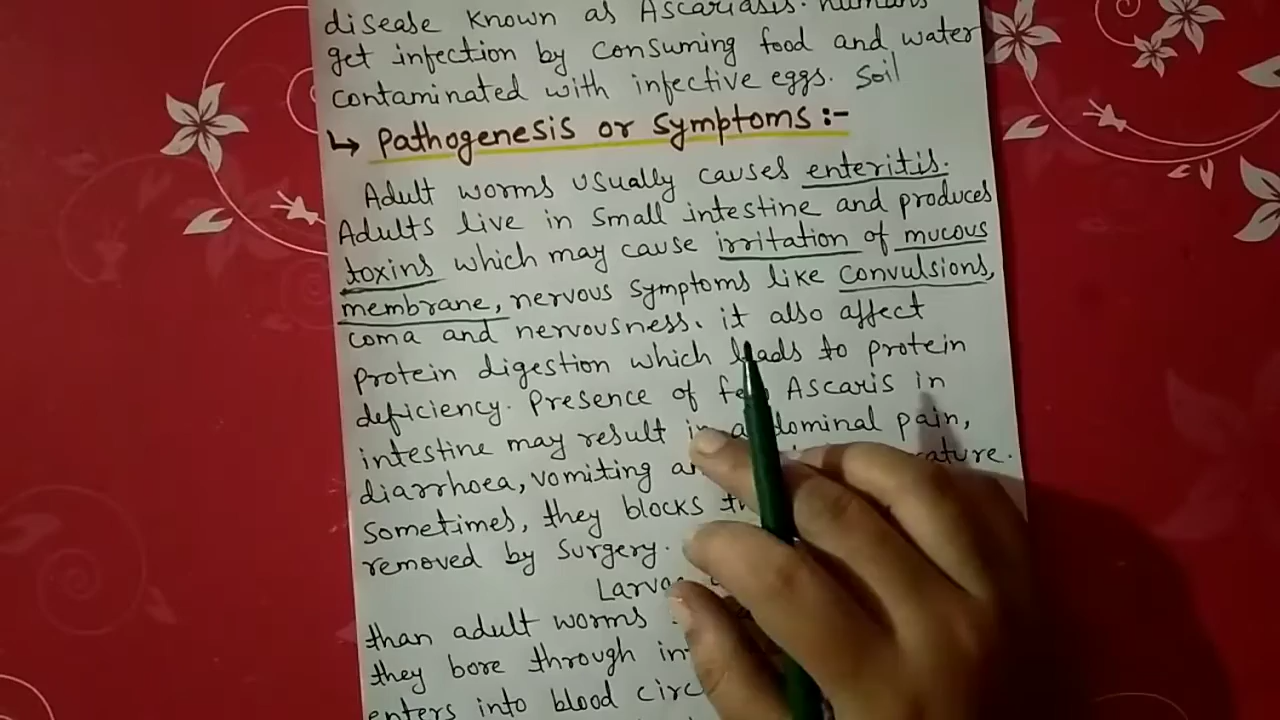 disease known as Ascariasis. Humans
get infection by consuming food and water
contaminated with infective eggs. Soil
↳ Pathogenesis or Symptoms :-
Adult worms usually causes enteritis.
Adults live in small intestine and produces
toxins which may cause irritation of mucous
membrane, nervous symptoms like convulsions,
coma and nervousness. it also affect
protein digestion which leads to protein
deficiency. Presence of few Ascaris in
intestine may result in abdominal pain,
diarrhoea, vomiting
Sometimes, they blocks
removed by surgery.
Larvae
than adult worms
they bore through
enters into blood